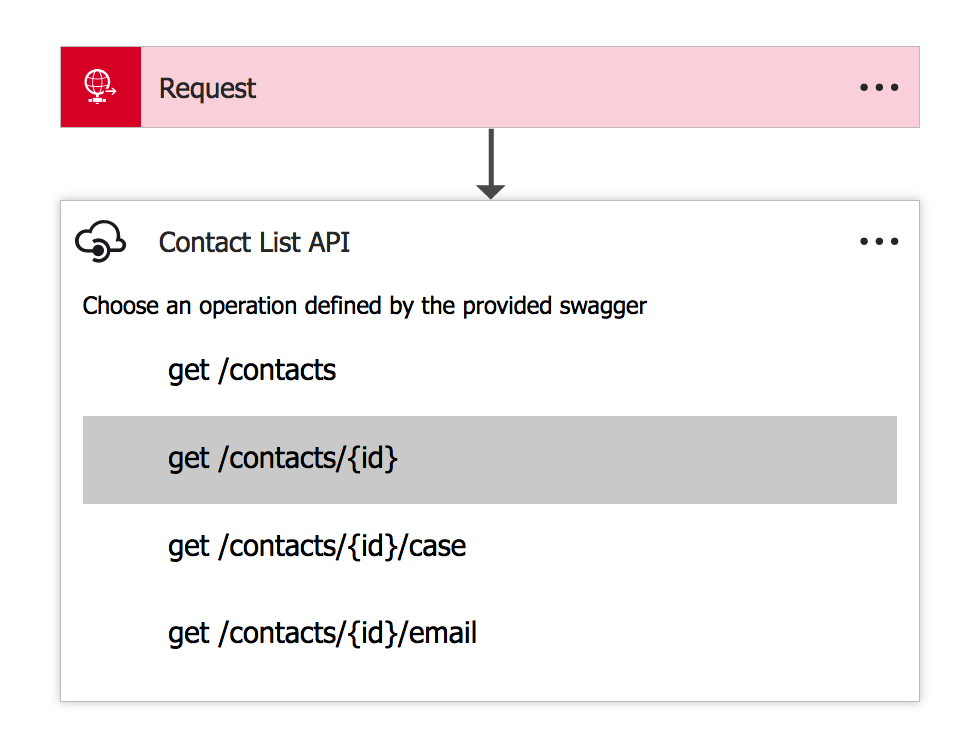 Request
Contact List API
Choose an operation defined by the provided swagger
get /contacts
get /contacts/{id}
get /contacts/{id}/case
get /contacts/{id}/email